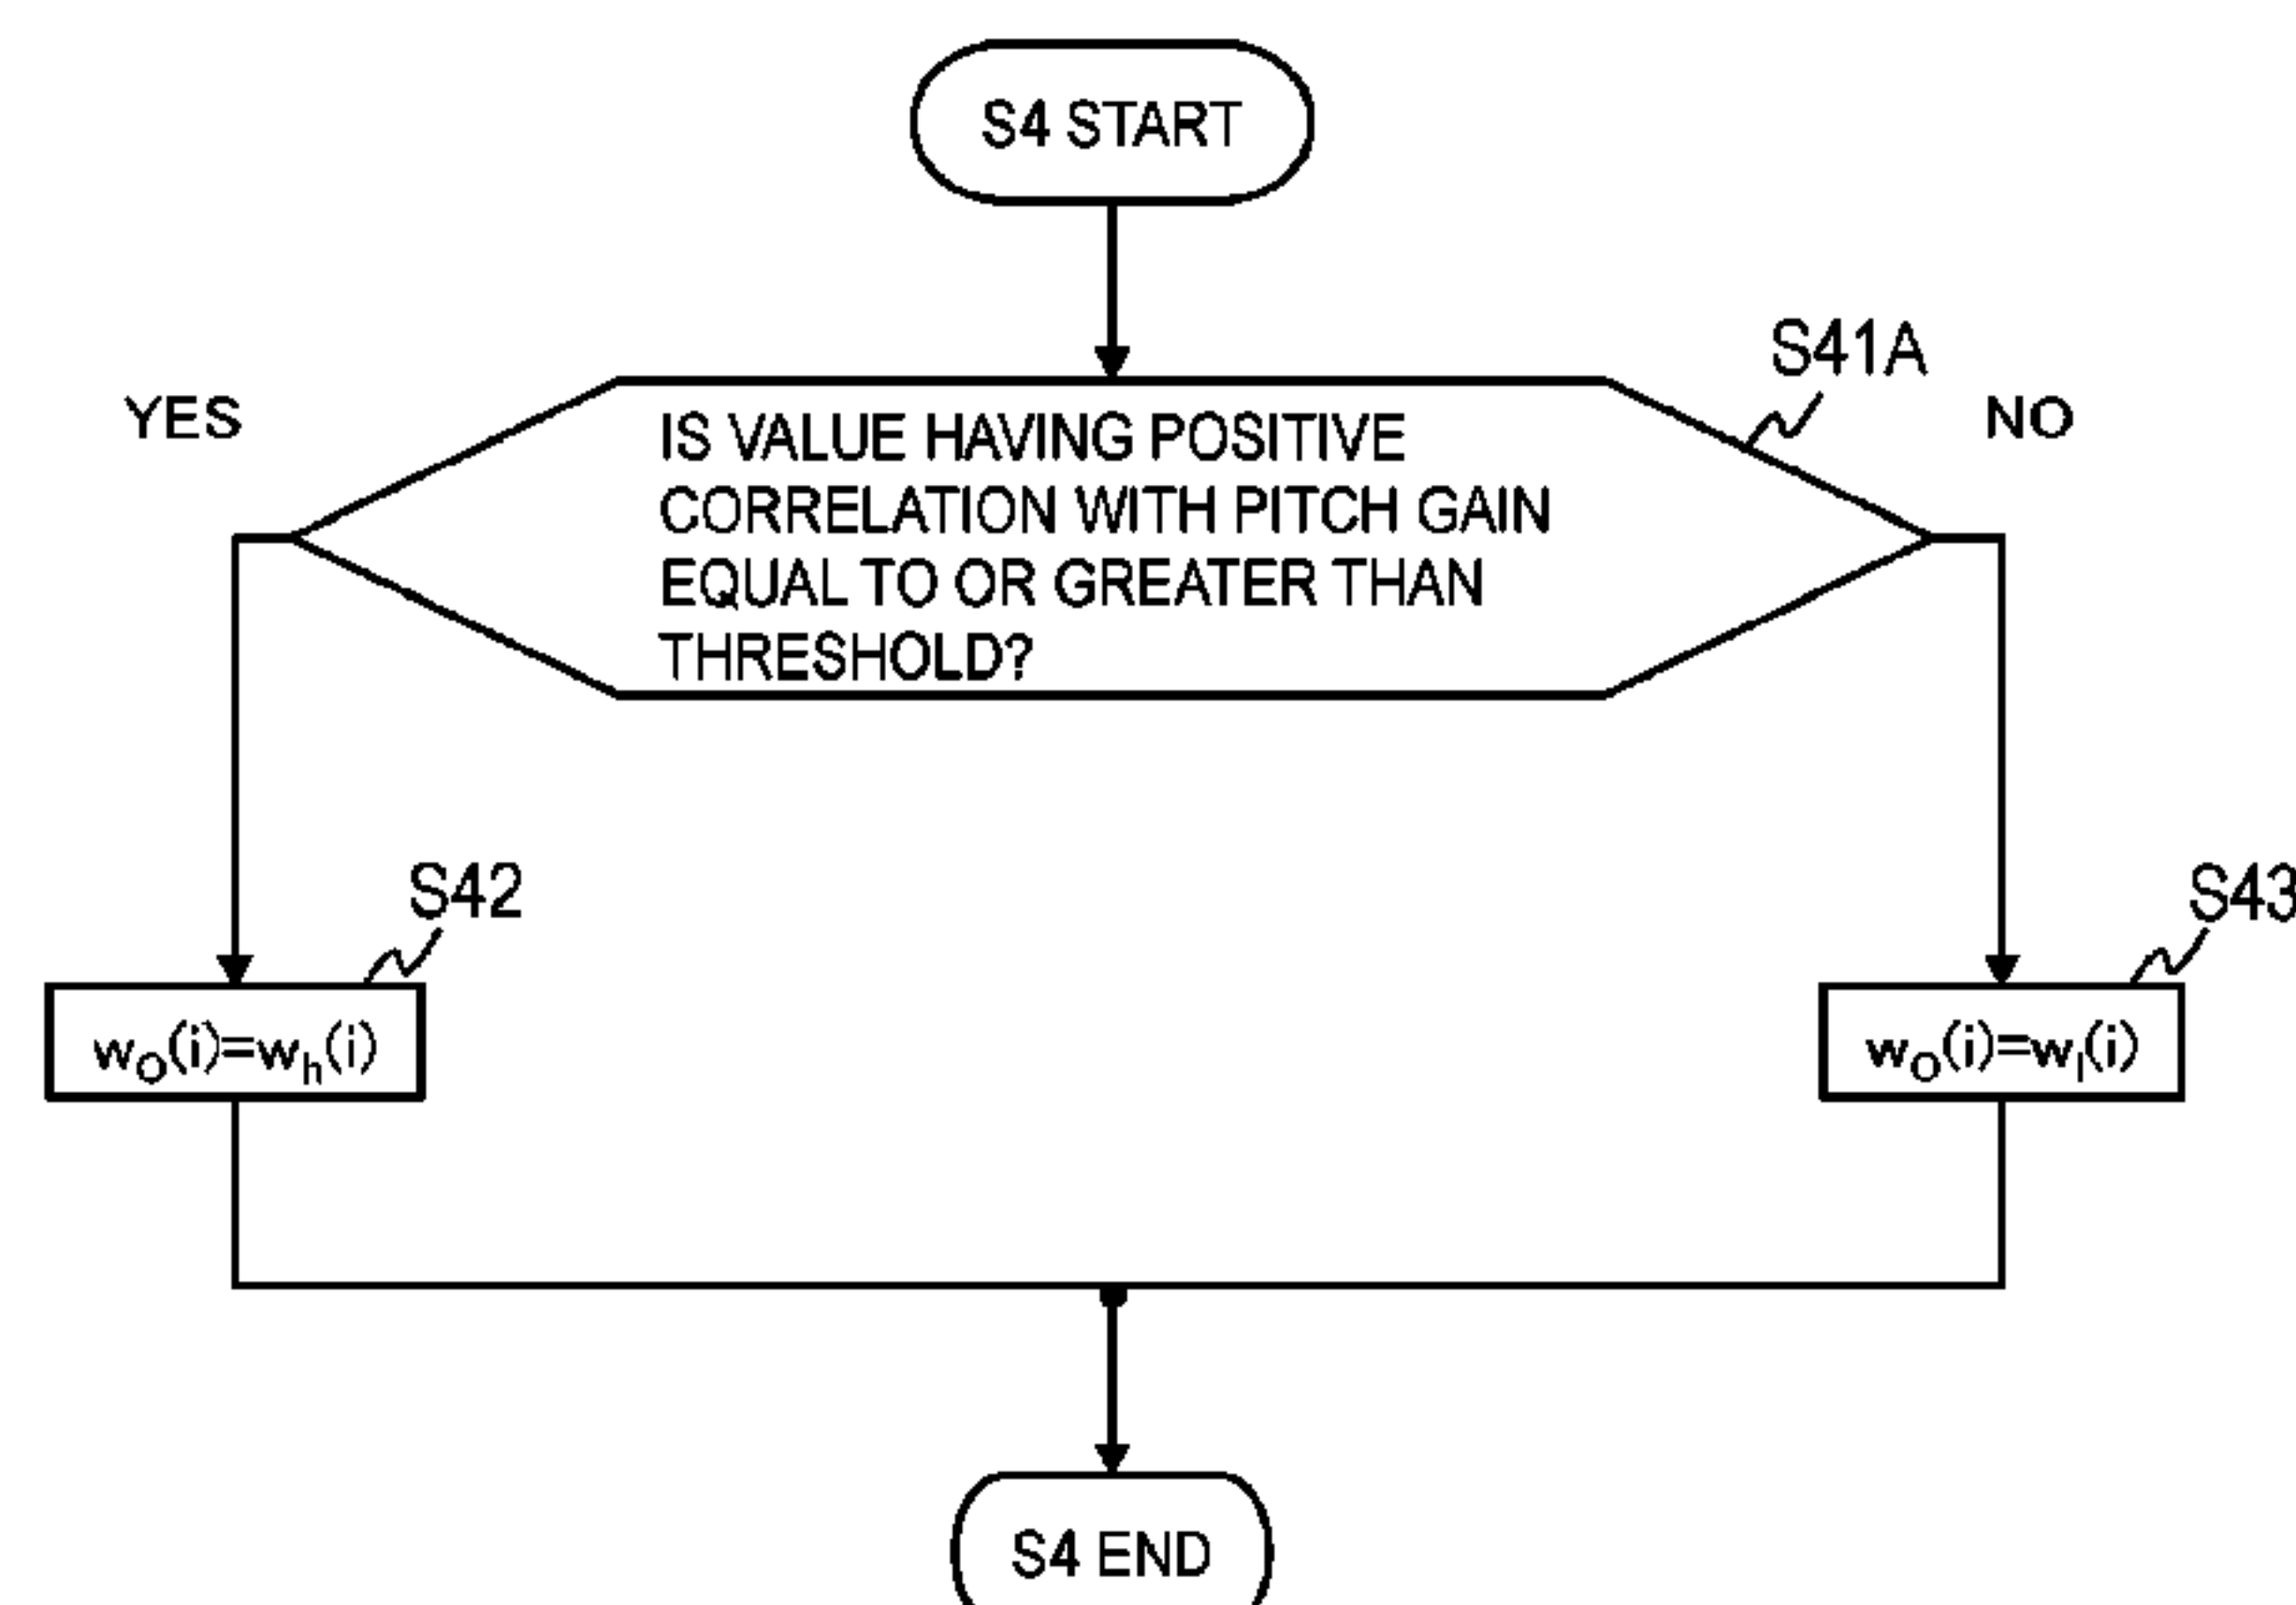 S4 START
S41A
YES
NO
IS VALUE HAVING POSITIVE
CORRELATION WITH PITCH GAIN
EQUAL TO OR GREATER THAN
THRESHOLD?
S42
S43
wO(i)=wh(i)
wO(i)=wl(i)
S4 END